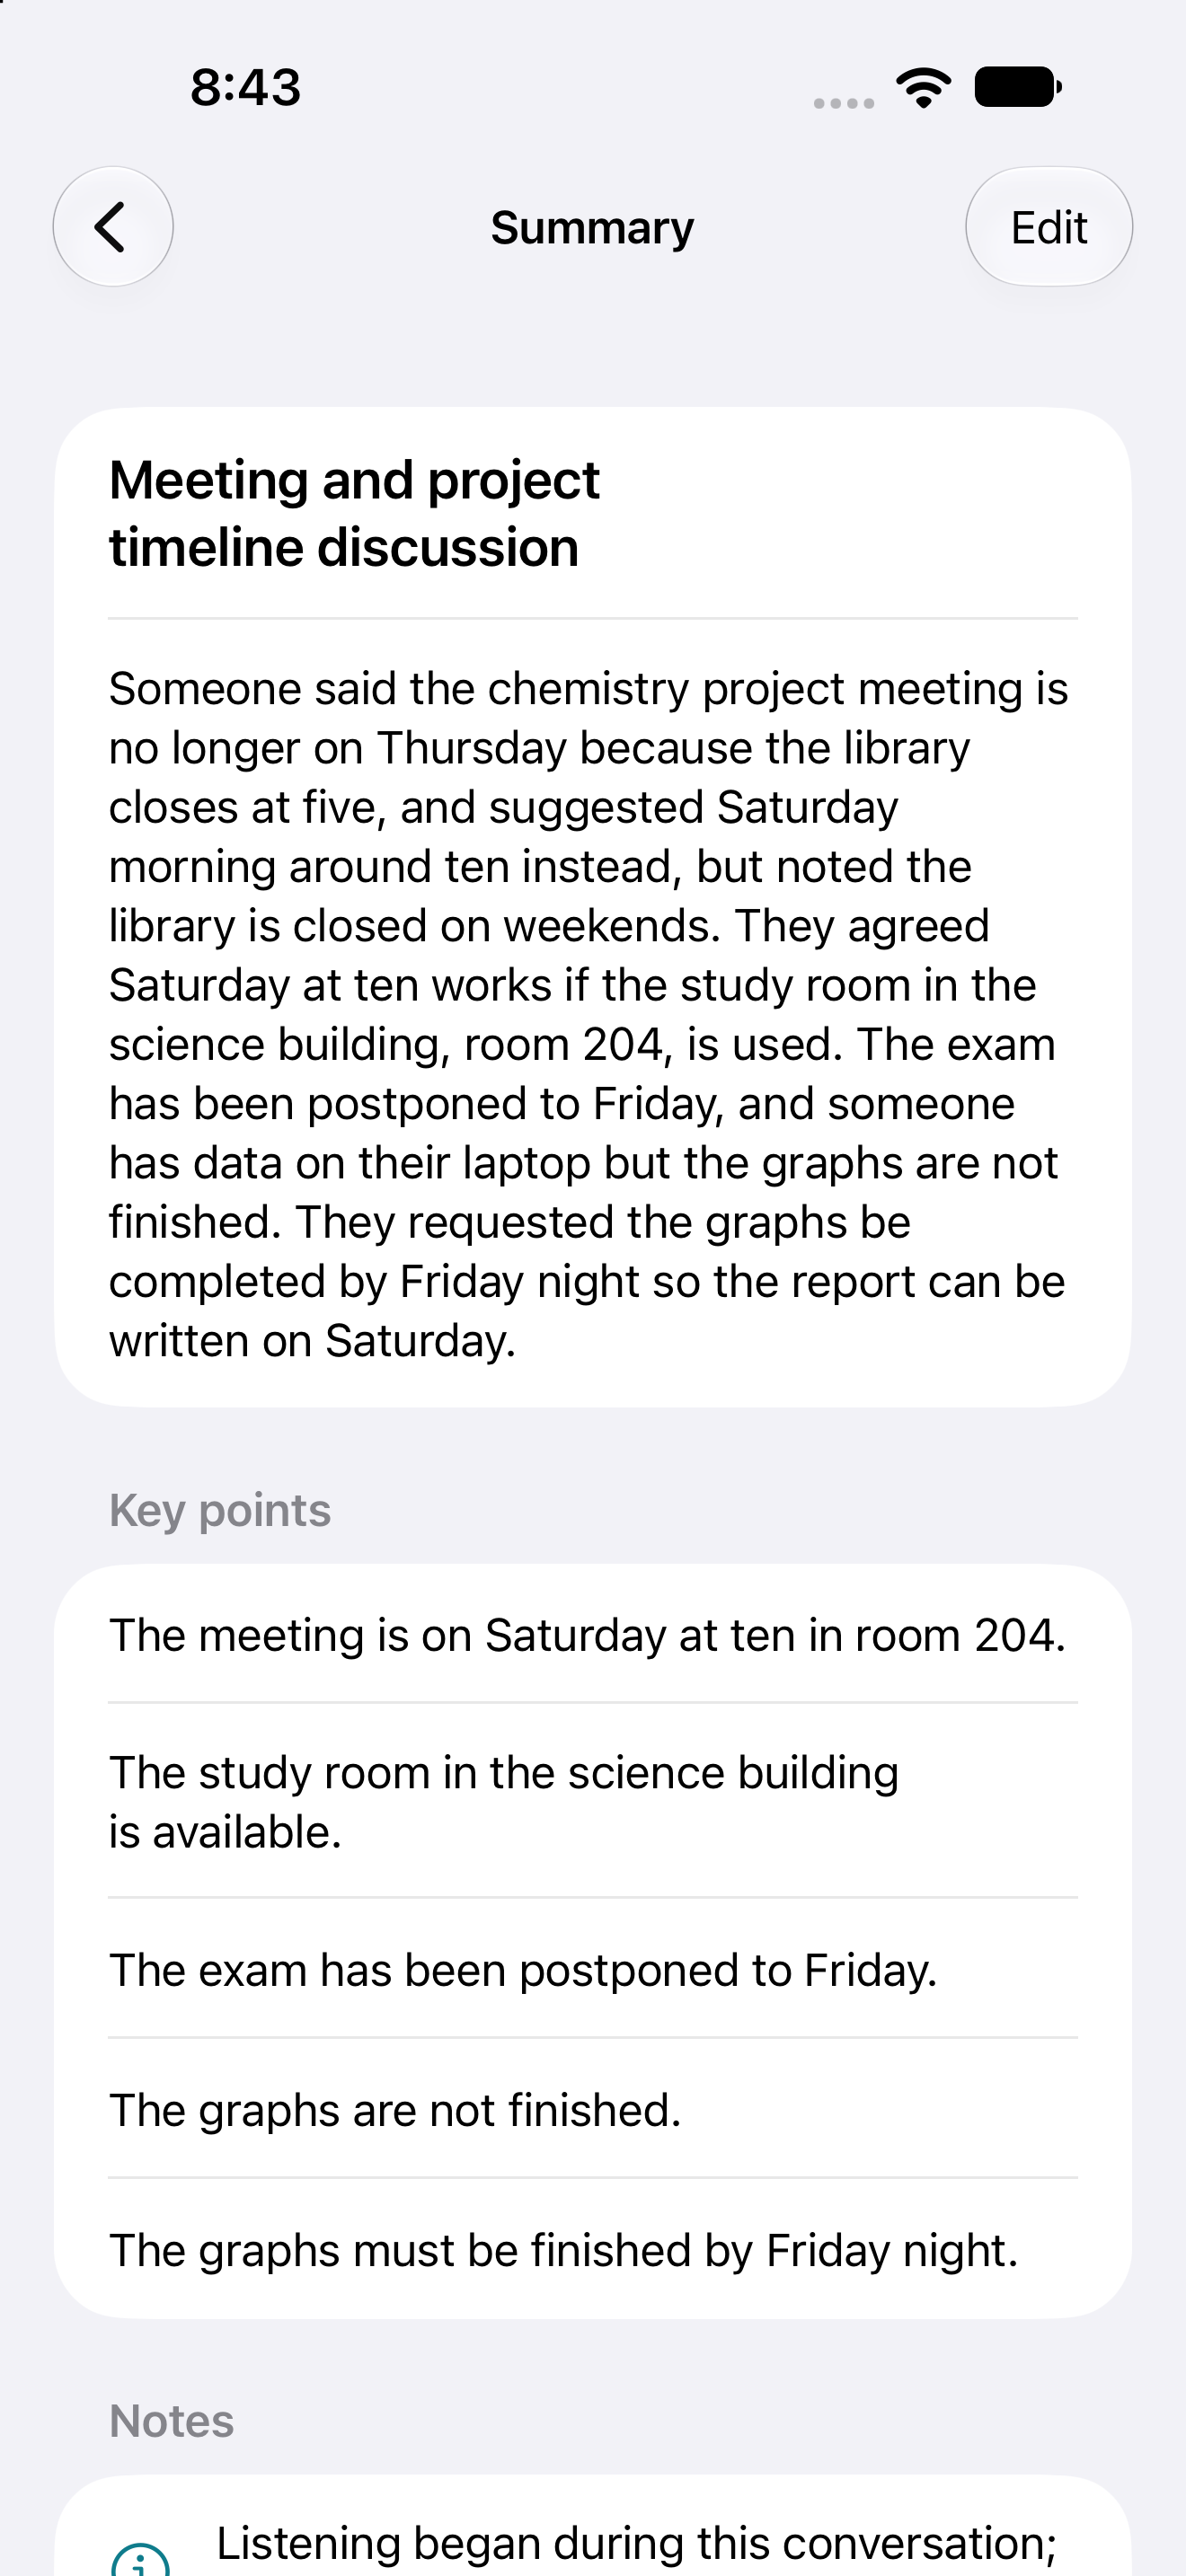 8:43
Summary
Edit
Meeting and project
timeline discussion
Someone said the chemistry project meeting is
no longer on Thursday because the library
closes at five, and suggested Saturday
morning around ten instead, but noted the
library is closed on weekends. They agreed
Saturday at ten works if the study room in the
science building, room 204, is used. The exam
has been postponed to Friday, and someone
has data on their laptop but the graphs are not
finished. They requested the graphs be
completed by Friday night so the report can be
written on Saturday.
Key points
The meeting is on Saturday at ten in room 204.
The study room in the science building
is available.
The exam has been postponed to Friday.
The graphs are not finished.
The graphs must be finished by Friday night.
Notes
Listening began during this conversation;